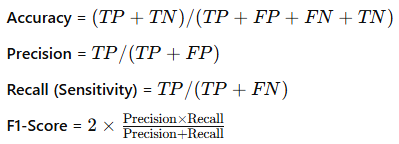 Accuracy = (TP + TN)/(TP + FP + FN + TN)
Precision = TP/(TP + FP)
Recall (Sensitivity) = TP/(TP + FN)
F1-Score = 2 × Precision×Recall / Precision+Recall